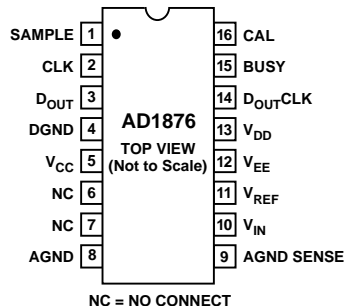 SAMPLE 1 16 CAL
CLK 2 15 BUSY
DOUT 3 14 DOUTCLK
DGND 4 AD1876 13 VDD
TOP VIEW
VCC 5 (Not to Scale) 12 VEE
NC 6 11 VREF
NC 7 10 VIN
AGND 8 9 AGND SENSE
NC = NO CONNECT